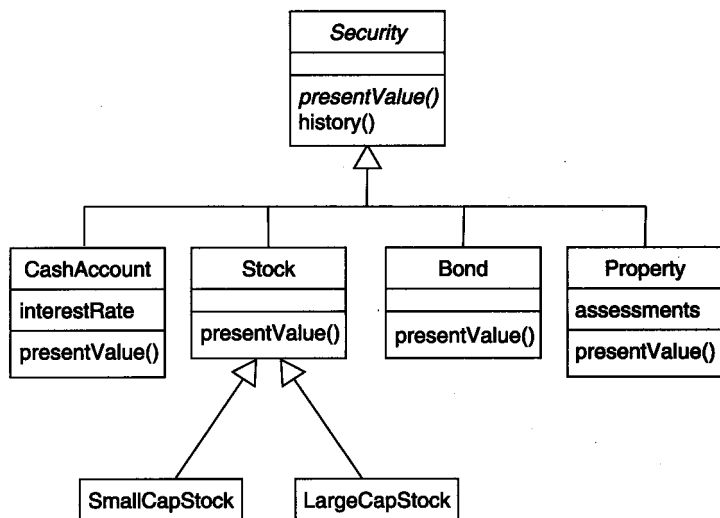 Security
presentValue()
history()
CashAccount
interestRate
presentValue()
Stock
presentValue()
Bond
presentValue()
Property
assessments
presentValue()
SmallCapStock
LargeCapStock